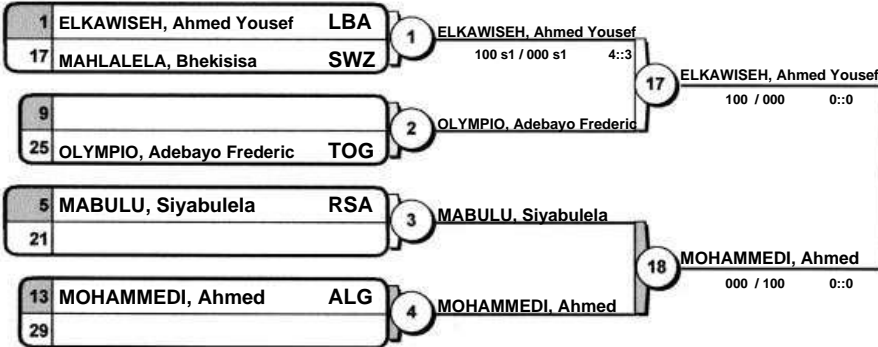 1 ELKAWISEH, Ahmed Yousef LBA
17 MAHLALELA, Bhekisisa SWZ
1
ELKAWISEH, Ahmed Yousef
100 s1 / 000 s1 4::3
9
25 OLYMPIO, Adebayo Frederic TOG
2
OLYMPIO, Adebayo Frederic
17
ELKAWISEH, Ahmed Yousef
100 / 000 0::0
5 MABULU, Siyabulela RSA
21
3
MABULU, Siyabulela
13 MOHAMMEDI, Ahmed ALG
29
4
MOHAMMEDI, Ahmed
18
MOHAMMEDI, Ahmed
000 / 100 0::0